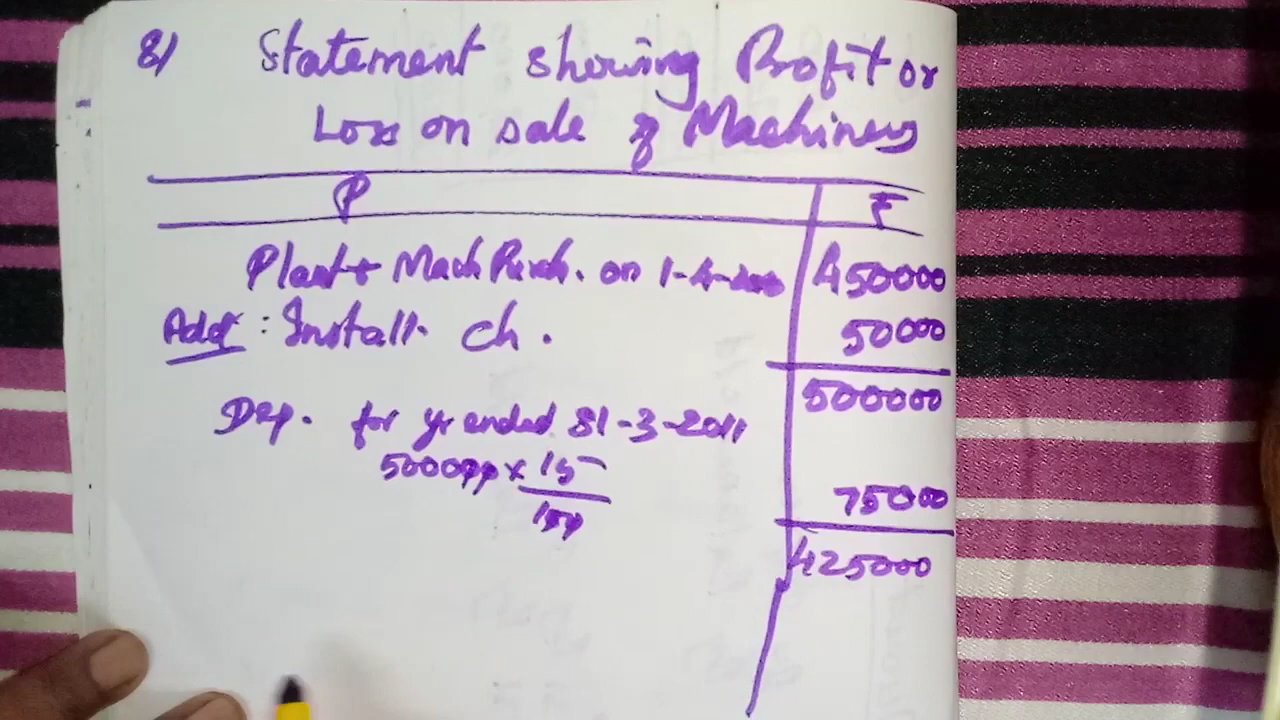 8) Statement showing Profit or
Loss on sale of Machinery
P ₹
Plant + Mach Purch. on 1-4- 450000
Add: Install. ch. 50000
500000
Dep. for yr ended 31-3-2011
500000 x 15 75000
100
425000